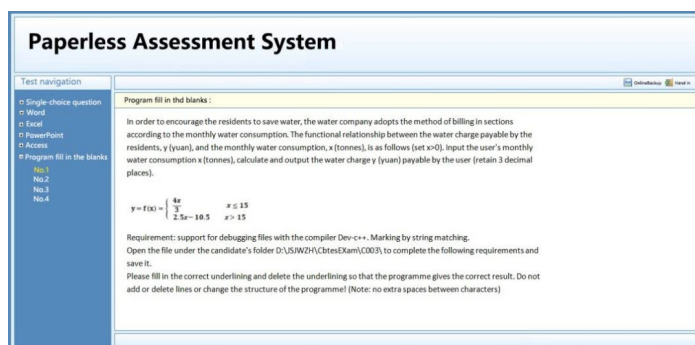 Paperless Assessment System
Test navigation
OnlineBackup Hand in
Single-choice question
Word
Excel
PowerPoint
Access
Program fill in the blanks
No.1
No.2
No.3
No.4
Program fill in thd blanks :
In order to encourage the residents to save water, the water company adopts the method of billing in sections
according to the monthly water consumption. The functional relationship between the water charge payable by the
residents, y (yuan), and the monthly water consumption, x (tonnes), is as follows (set x>0). Input the user's monthly
water consumption x (tonnes), calculate and output the water charge y (yuan) payable by the user (retain 3 decimal
places).
4x
y=f(x)= { 3 x ≤ 15
2.5x−10.5 x> 15
Requirement: support for debugging files with the compiler Dev-c++. Marking by string matching.
Open the file under the candidate's folder D:\JSJWZH\CbtesEXam\C003\ to complete the following requirements and
save it.
Please fill in the correct underlining and delete the underlining so that the programme gives the correct result. Do not
add or delete lines or change the structure of the programme! (Note: no extra spaces between characters)